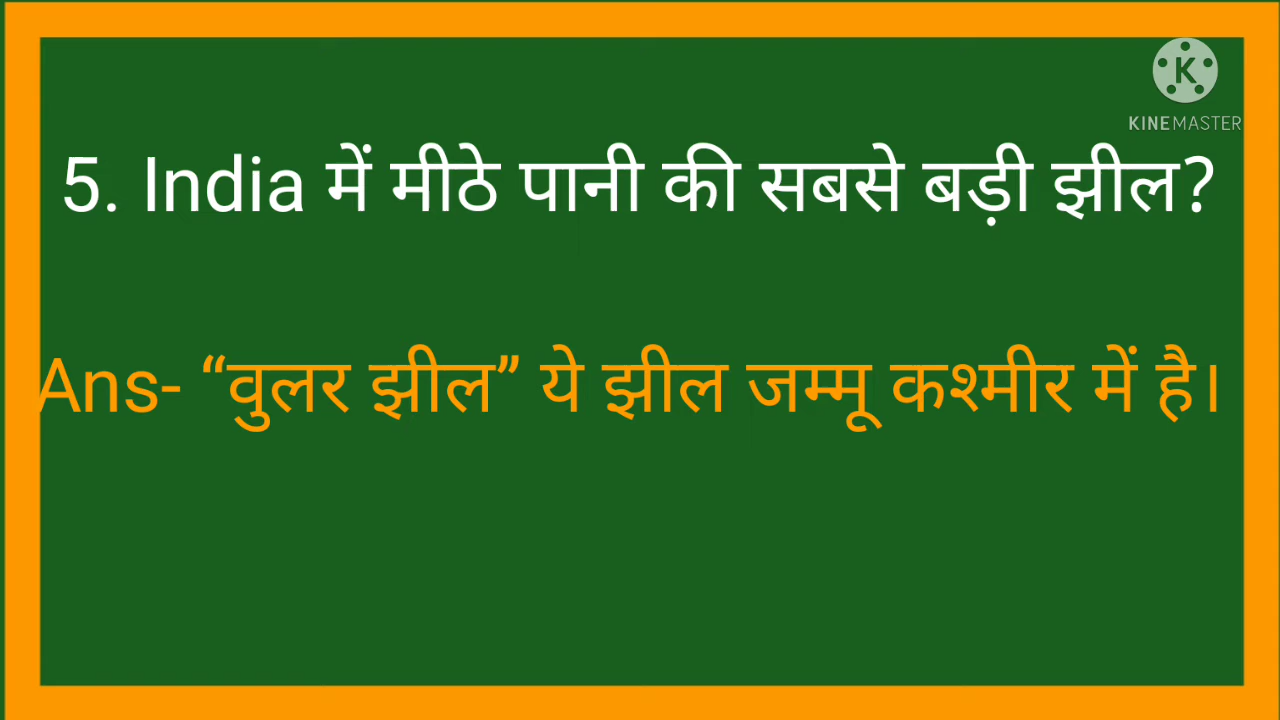 K
KINEMASTER
5. India में मीठे पानी की सबसे बड़ी झील?
Ans- “वुलर झील” ये झील जम्मू कश्मीर में है।